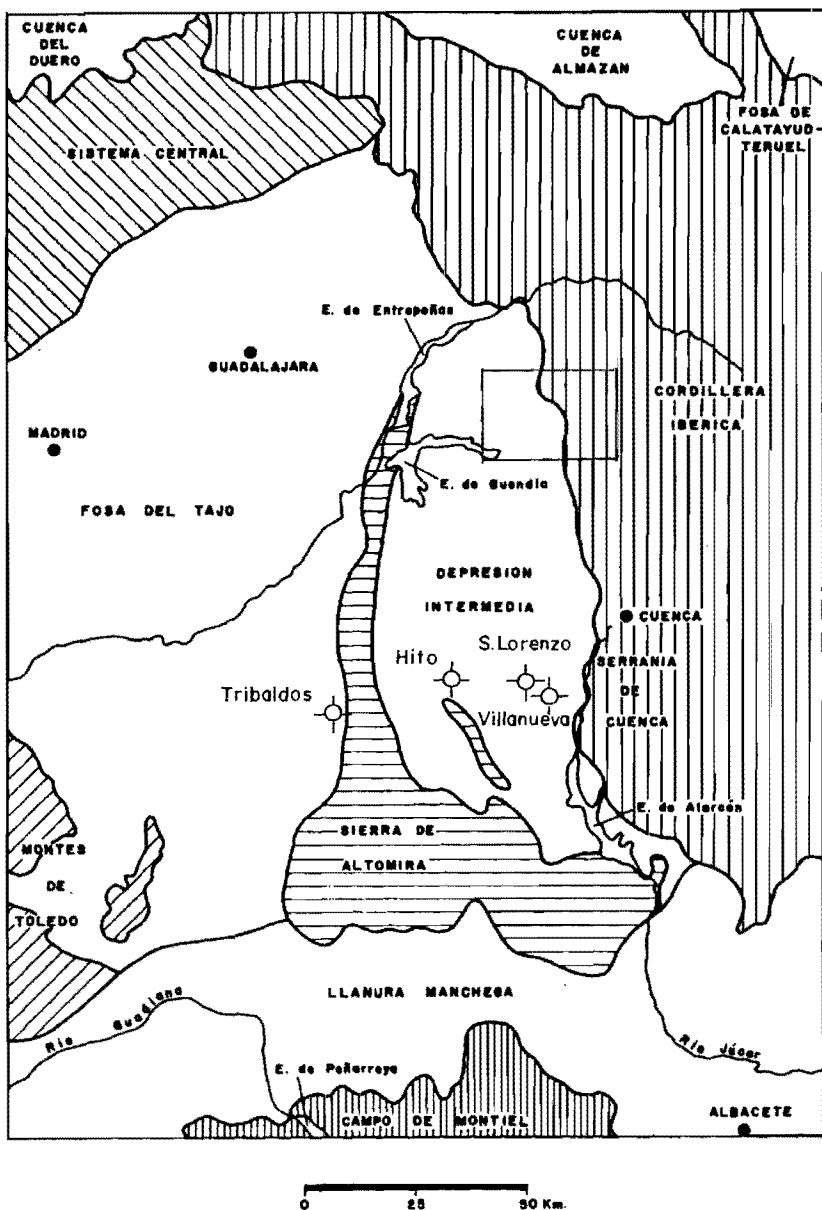 CUENCA
DEL
DUERO
CUENCA
DE
ALMAZAN
FOSA DE
CALATAYUD-
TERUEL
SISTEMA CENTRAL
E. de Entrepeñas
GUADALAJARA
CORDILLERA
IBERICA
MADRID
E. de Buendía
FOSA DEL TAJO
DEPRESION
INTERMEDIA
CUENCA
S. Lorenzo
Hito
SERRANIA
DE
CUENCA
Tribaldos
Villanueva
E. de Alarcón
SIERRA DE
ALTOMIRA
MONTES
DE
TOLEDO
LLANURA MANCHEGA
Río Guadiana
Río Júcar
E. de Peñarroya
CAMPO DE MONTIEL
ALBACETE
0 25 50 Km.